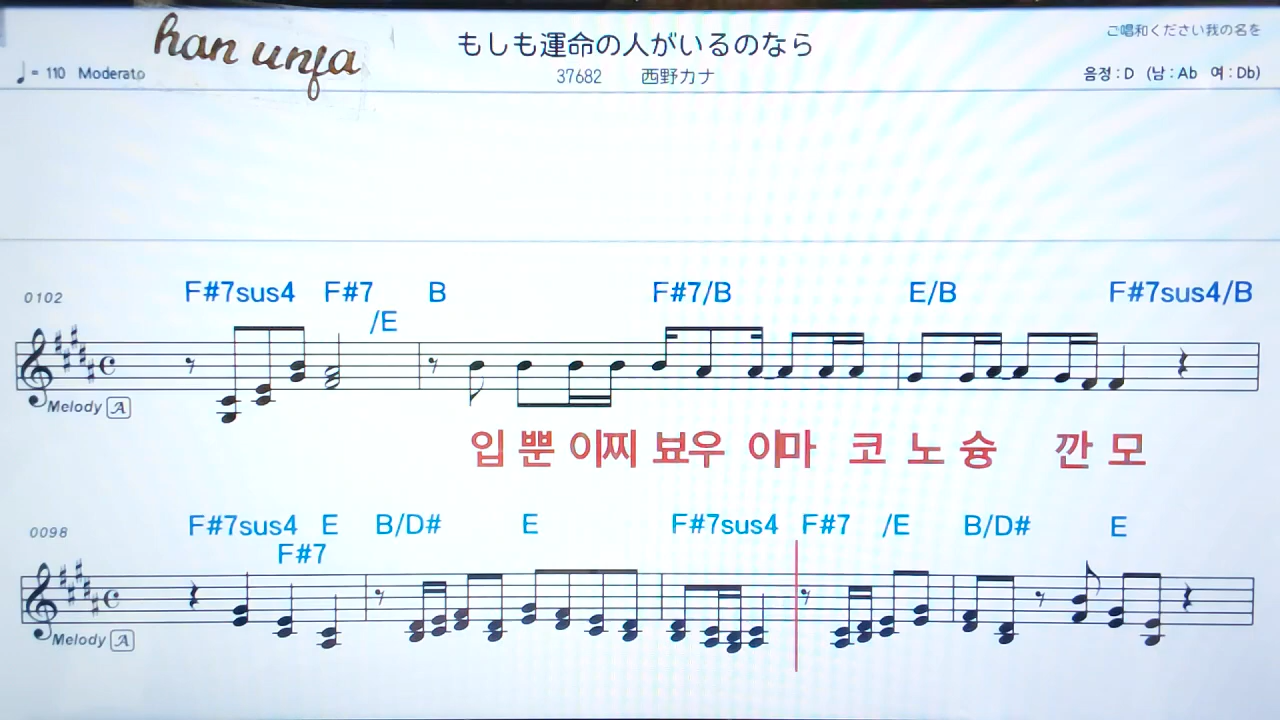 han unfa
もしも運命の人がいるのなら
ご唱和ください我の名を
♩= 110 Moderato
37682 西野カナ
음정 : D (남 : Ab 여 : Db)
0102
F#7sus4 F#7 B F#7/B E/B F#7sus4/B
/E
Melody A
입 뿐 이찌 뵤우 이마 코 노 슝 깐 모
0098
F#7sus4 E B/D# E F#7sus4 F#7 /E B/D# E
F#7
Melody A